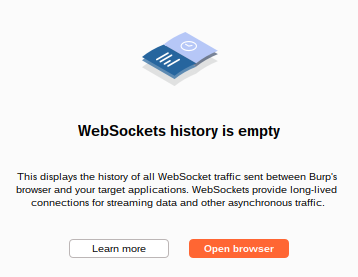 WebSockets history is empty
This displays the history of all WebSocket traffic sent between Burp's
browser and your target applications. WebSockets provide long-lived
connections for streaming data and other asynchronous traffic.
Learn more
Open browser